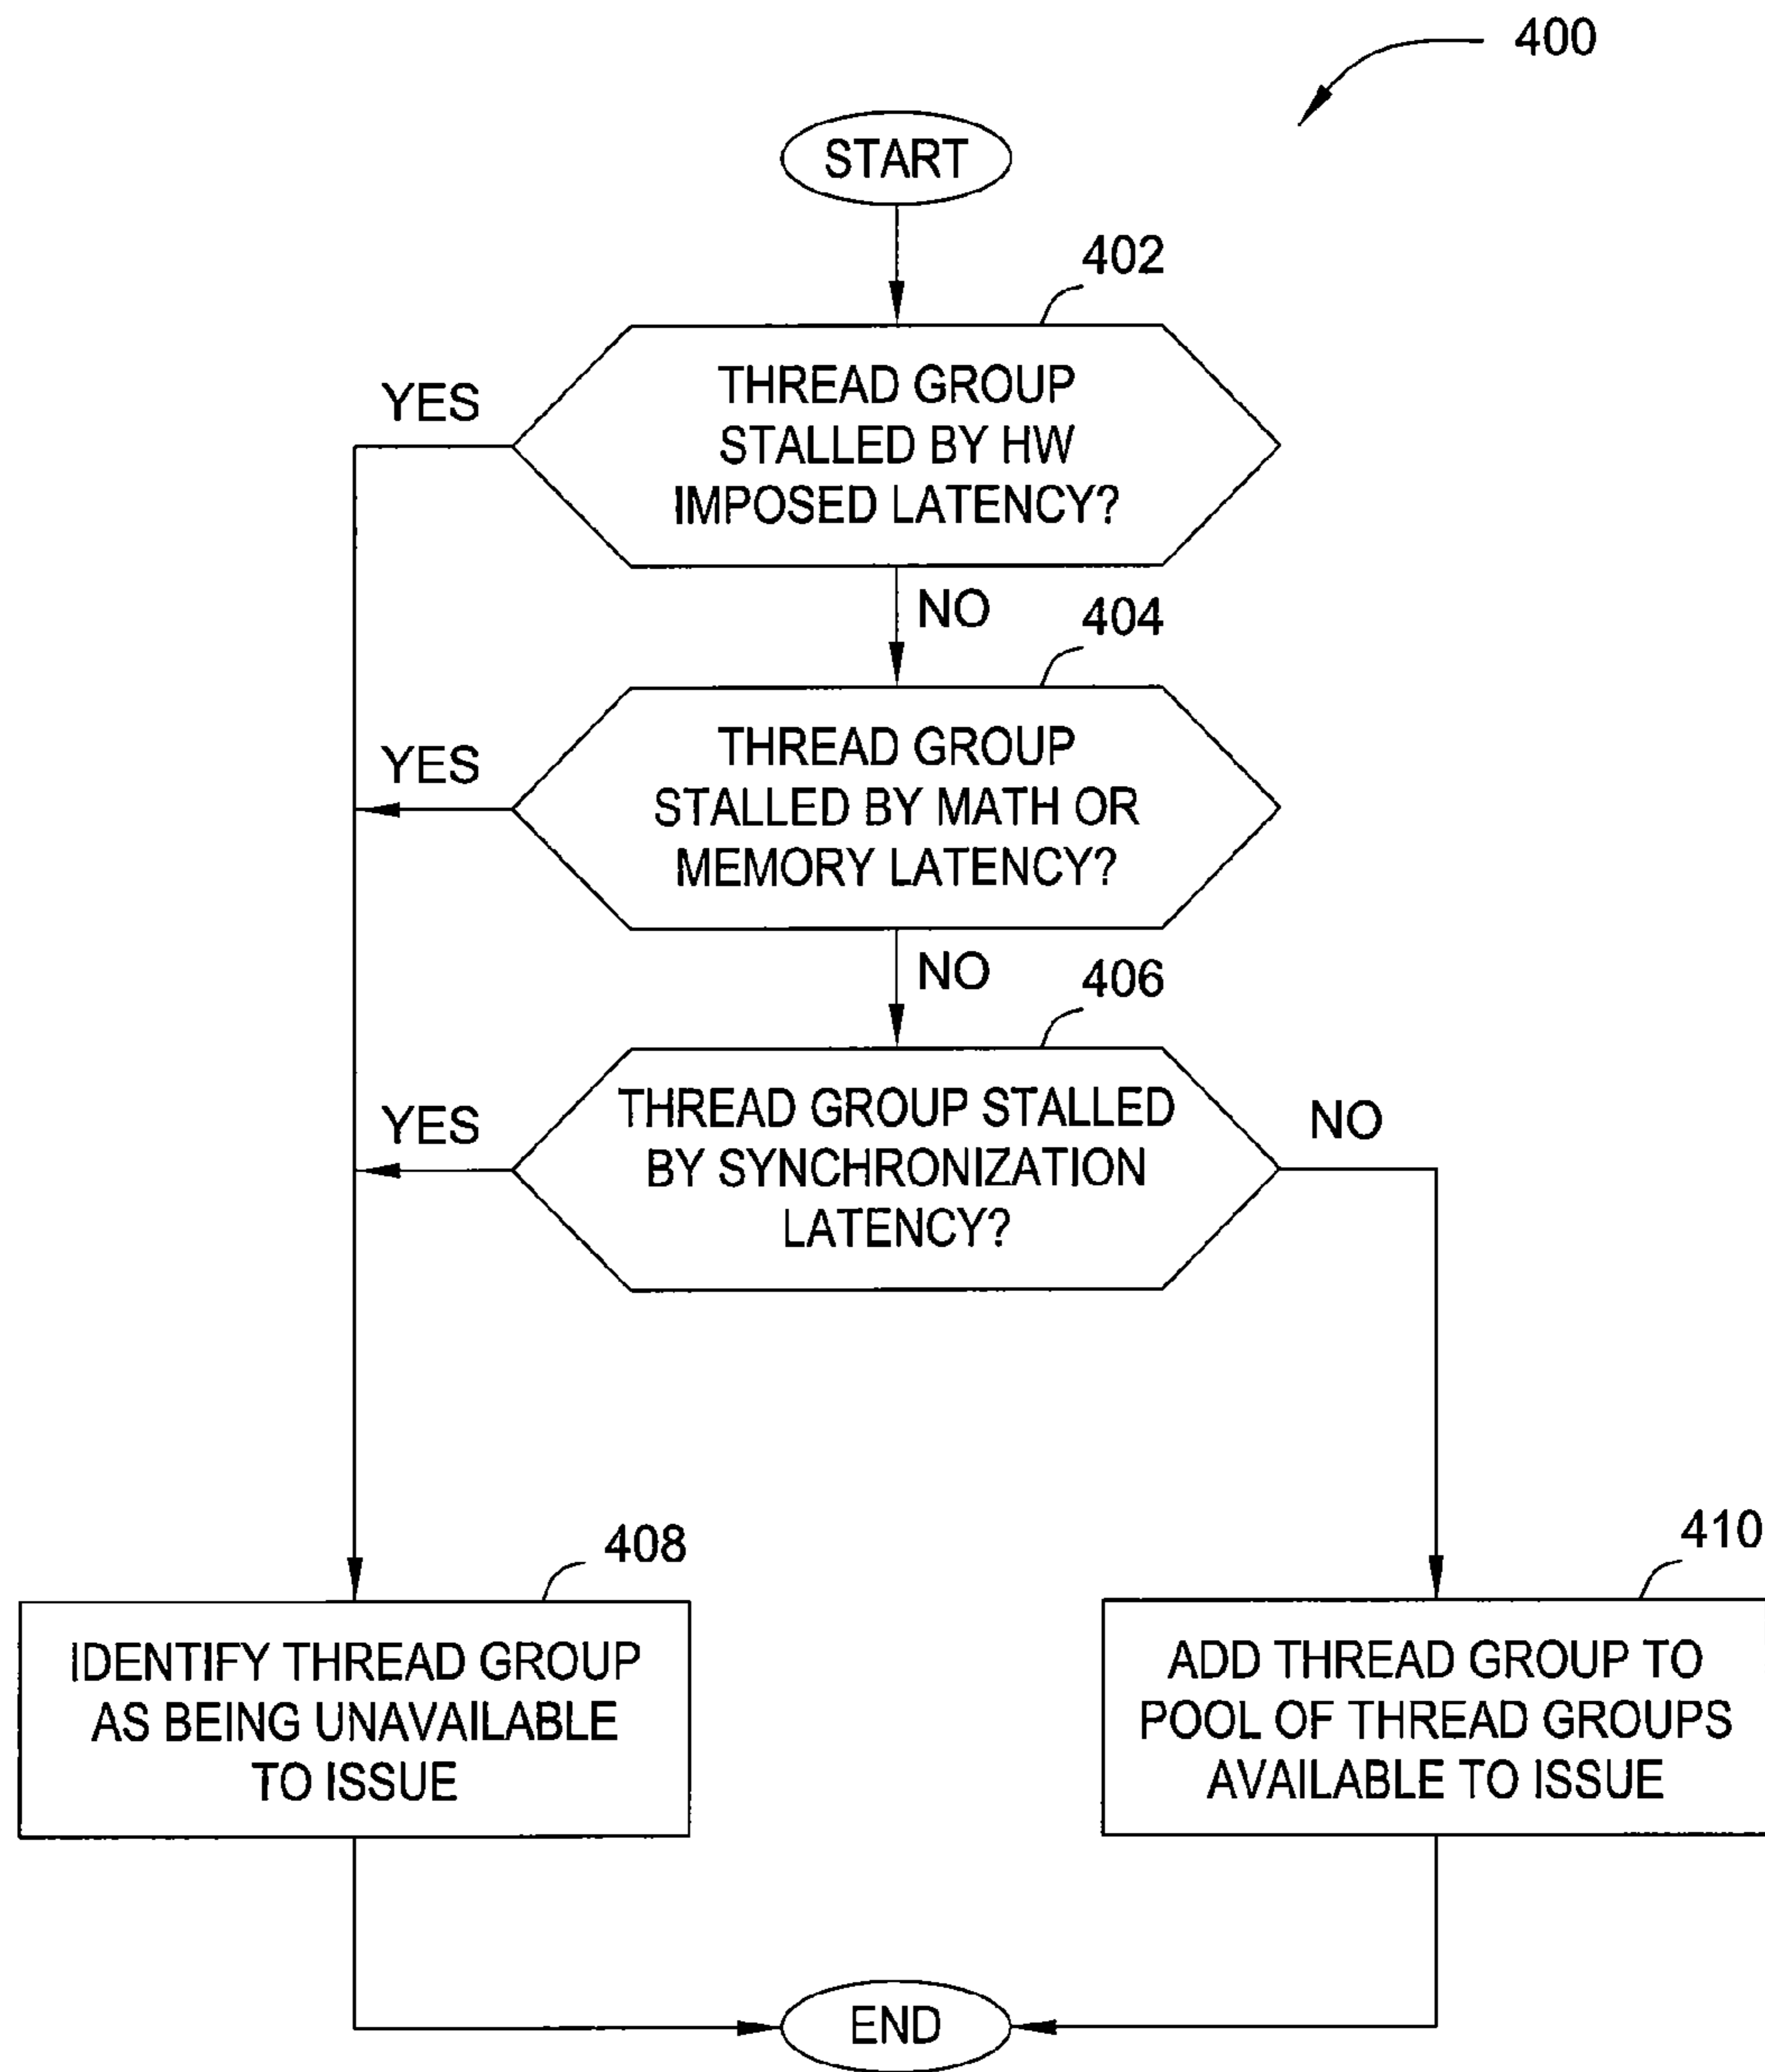 400
START
402
THREAD GROUP
STALLED BY HW
IMPOSED LATENCY?
YES
NO
404
THREAD GROUP
STALLED BY MATH OR
MEMORY LATENCY?
YES
NO
406
THREAD GROUP STALLED
BY SYNCHRONIZATION
LATENCY?
YES
NO
408
IDENTIFY THREAD GROUP
AS BEING UNAVAILABLE
TO ISSUE
410
ADD THREAD GROUP TO
POOL OF THREAD GROUPS
AVAILABLE TO ISSUE
END